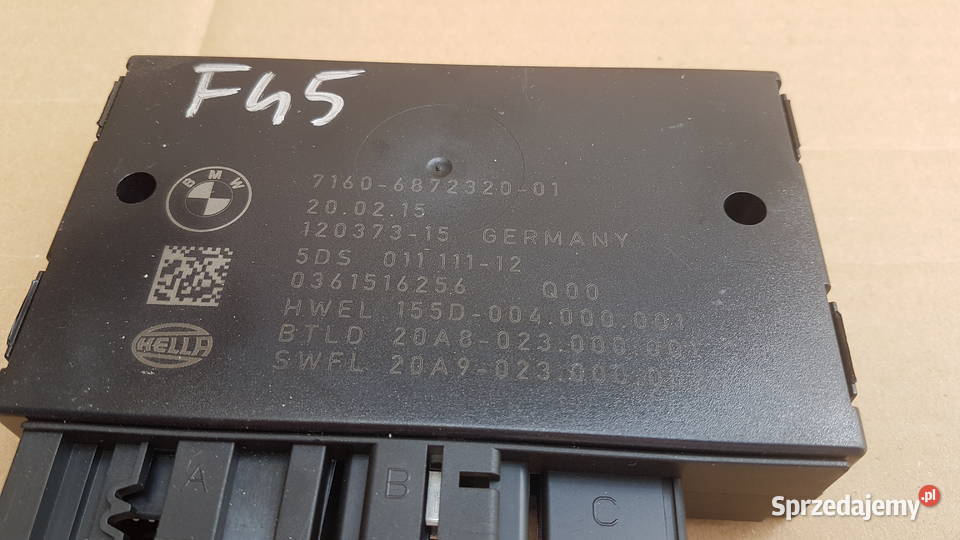 F45
BMW
7160-6872320-01
20.02.15
120373-15 GERMANY
5DS 011 111-12
0361516256 Q00
HELLA
HWEL 155D-004.000.001
BTLD 20A8-023.000.001
SWFL
A
B
C
Sprzedajemy.pl